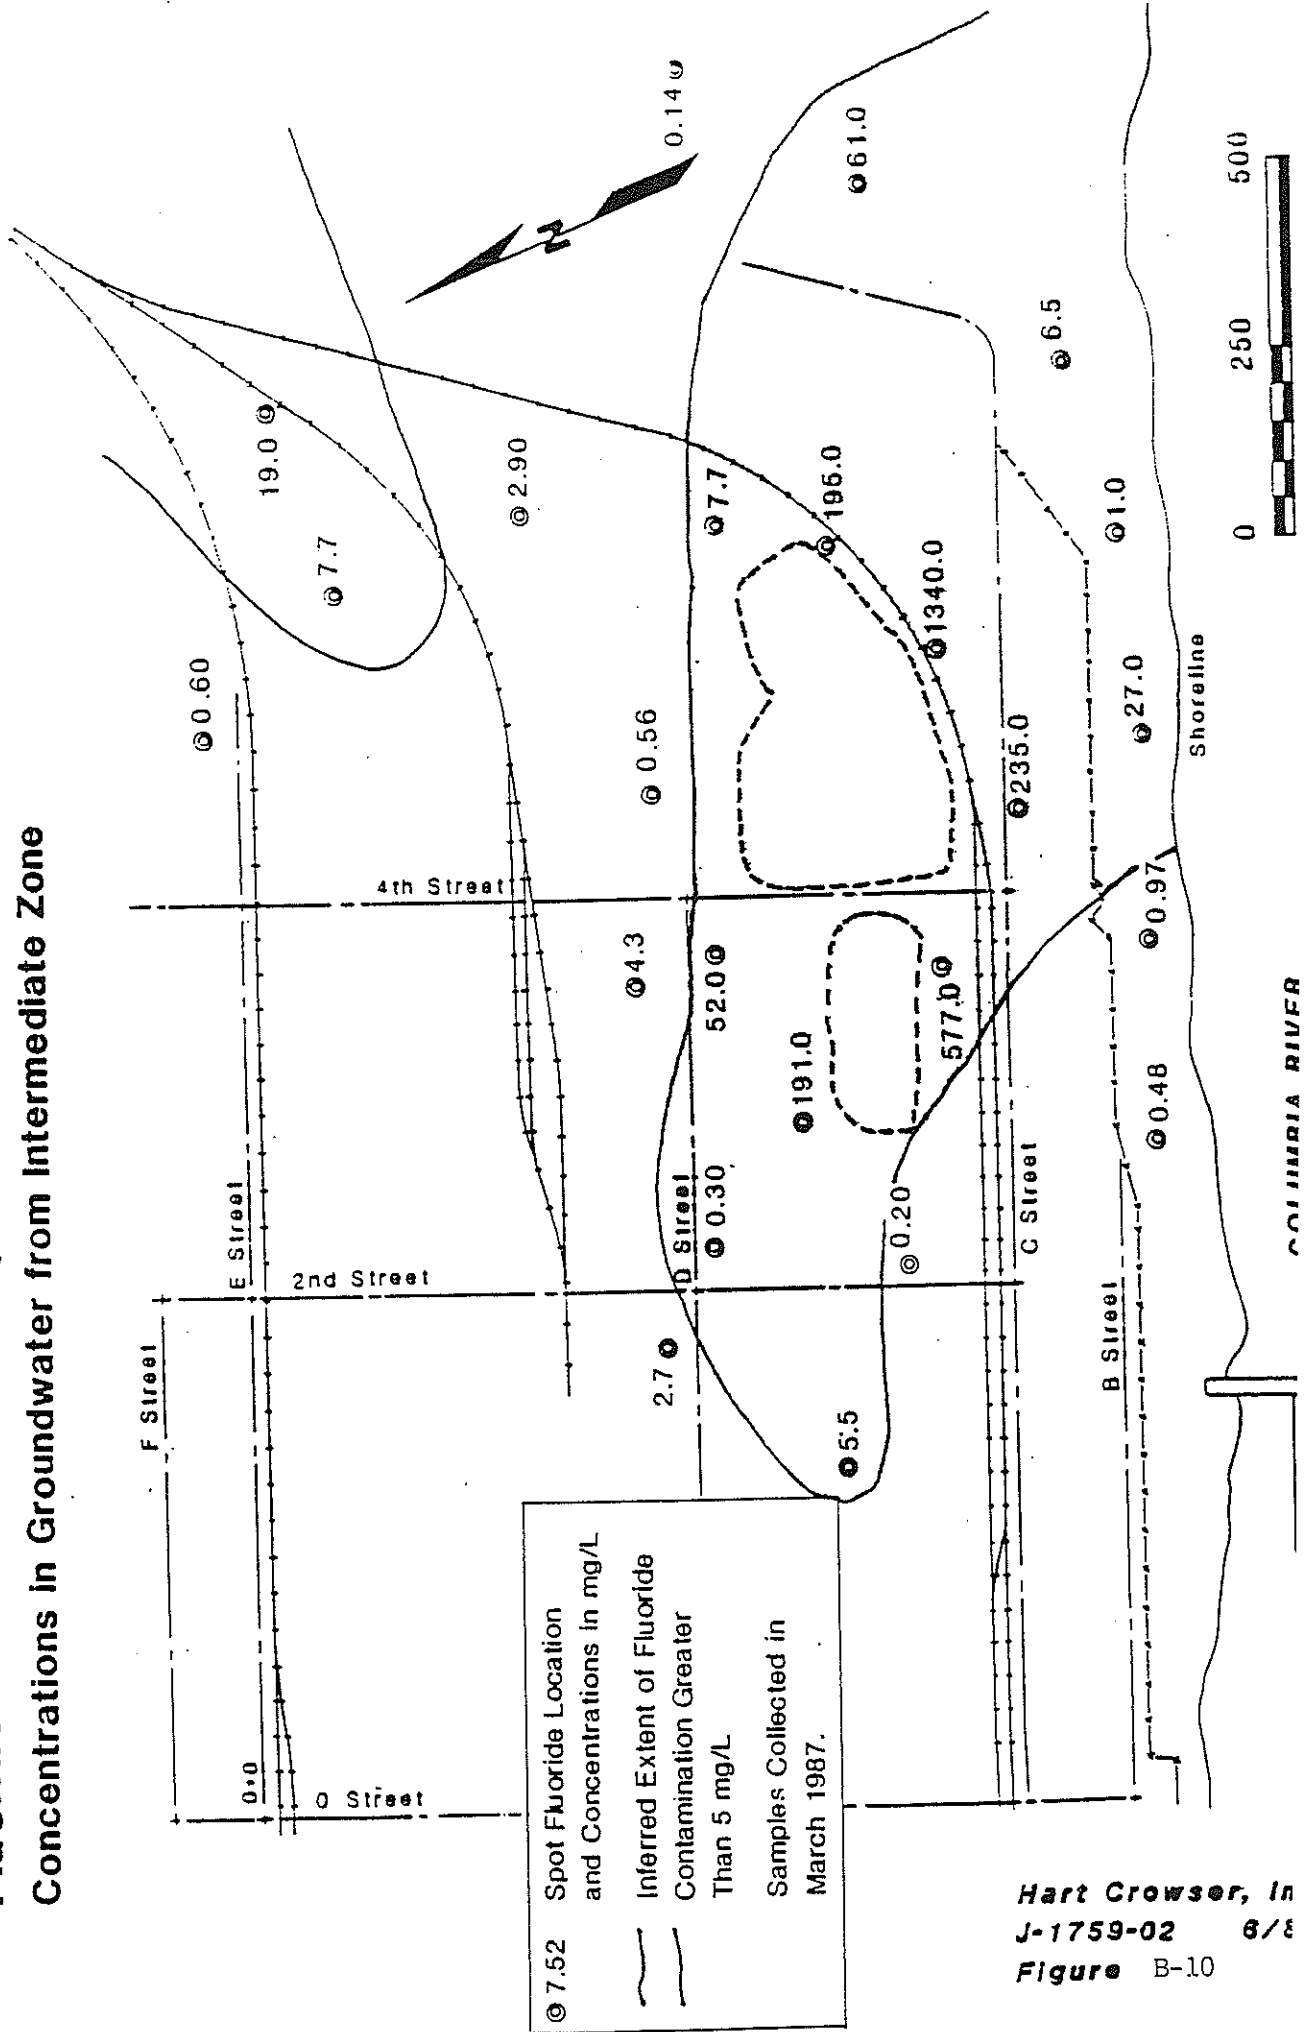 Concentrations in Groundwater from Intermediate Zone
F Street
E Street
0+0
0 Street
2nd Street
4th Street
D Street
C Street
B Street
Shoreline
COLUMBIA RIVER
N
0.60
7.7
19.0
2.90
0.14
0.56
4.3
7.7
195.0
61.0
52.0
1340.0
6.5
191.0
577.0
235.0
1.0
0.30
2.7
0.20
5.5
27.0
0.97
0.48
0 250 500
7.52 Spot Fluoride Location
and Concentrations in mg/L
Inferred Extent of Fluoride
Contamination Greater
Than 5 mg/L
Samples Collected in
March 1987.
Hart Crowser, In
J-1759-02 6/8
Figure B-10